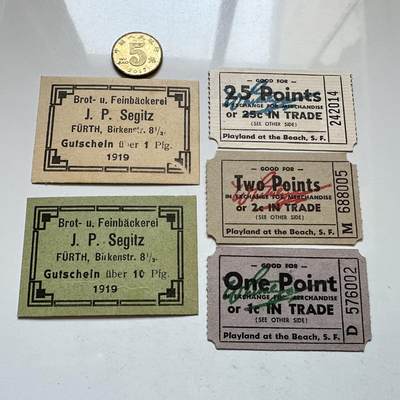 5
Brot- u. Feinbäckerei
J. P. Segitz
FÜRTH, Birkenstr. 8½.
Gutschein über 1 Pfg.
1919
Brot- u. Feinbäckerei
J. P. Segitz
FÜRTH, Birkenstr. 8½.
Gutschein über 10 Pfg.
1919
GOOD FOR
25 Points
IN EXCHANGE FOR MERCHANDISE
or 25c IN TRADE
(SEE OTHER SIDE)
Playland at the Beach, S. F.
242014
GOOD FOR
Two Points
IN EXCHANGE FOR MERCHANDISE
or 2c IN TRADE
(SEE OTHER SIDE)
Playland at the Beach, S. F.
M 688005
GOOD FOR
One Point
IN EXCHANGE FOR MERCHANDISE
or 1c IN TRADE
(SEE OTHER SIDE)
Playland at the Beach, S. F.
D 576002